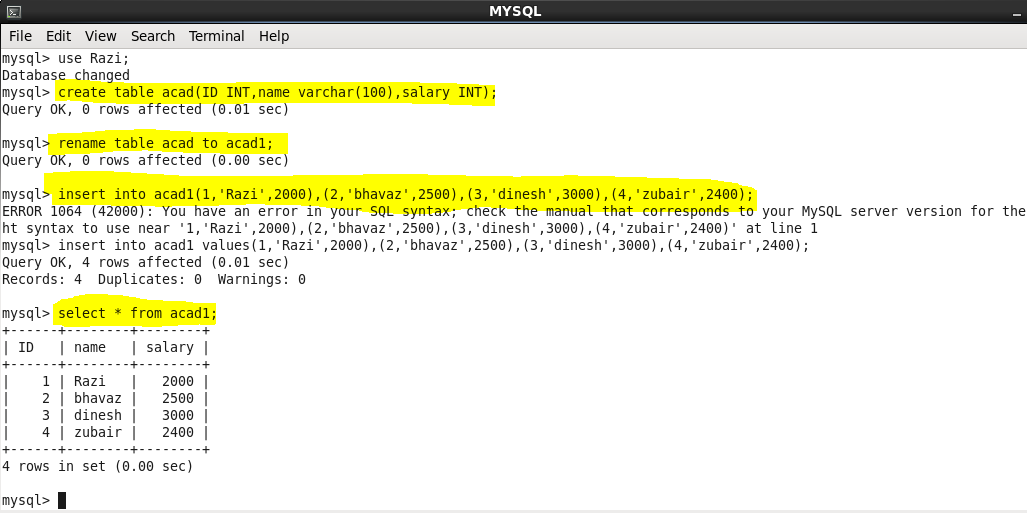 MYSQL
File Edit View Search Terminal Help
mysql> use Razi;
Database changed
mysql> create table acad(ID INT,name varchar(100),salary INT);
Query OK, 0 rows affected (0.01 sec)
mysql> rename table acad to acad1;
Query OK, 0 rows affected (0.00 sec)
mysql> insert into acad1(1,'Razi',2000),(2,'bhavaz',2500),(3,'dinesh',3000),(4,'zubair',2400);
ERROR 1064 (42000): You have an error in your SQL syntax; check the manual that corresponds to your MySQL server version for the
ht syntax to use near '1,'Razi',2000),(2,'bhavaz',2500),(3,'dinesh',3000),(4,'zubair',2400)' at line 1
mysql> insert into acad1 values(1,'Razi',2000),(2,'bhavaz',2500),(3,'dinesh',3000),(4,'zubair',2400);
Query OK, 4 rows affected (0.01 sec)
Records: 4  Duplicates: 0  Warnings: 0
mysql> select * from acad1;
+------+--------+--------+
| ID   | name   | salary |
+------+--------+--------+
|    1 | Razi   |   2000 |
|    2 | bhavaz |   2500 |
|    3 | dinesh |   3000 |
|    4 | zubair |   2400 |
+------+--------+--------+
4 rows in set (0.00 sec)
mysql>